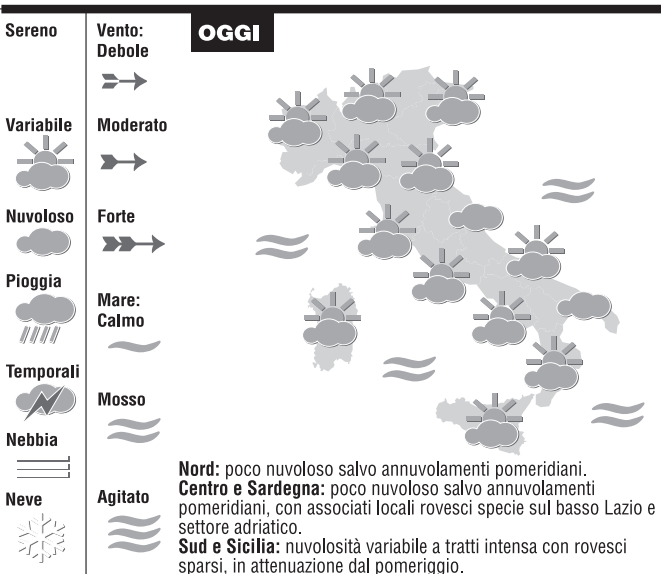 Sereno
Variabile
Nuvoloso
Pioggia
Temporali
Nebbia
Neve
Vento:
Debole
Moderato
Forte
Mare:
Calmo
Mosso
Agitato
OGGI
Nord: poco nuvoloso salvo annuvolamenti pomeridiani.
Centro e Sardegna: poco nuvoloso salvo annuvolamenti
pomeridiani, con associati locali rovesci specie sul basso Lazio e
settore adriatico.
Sud e Sicilia: nuvolosità variabile a tratti intensa con rovesci
sparsi, in attenuazione dal pomeriggio.